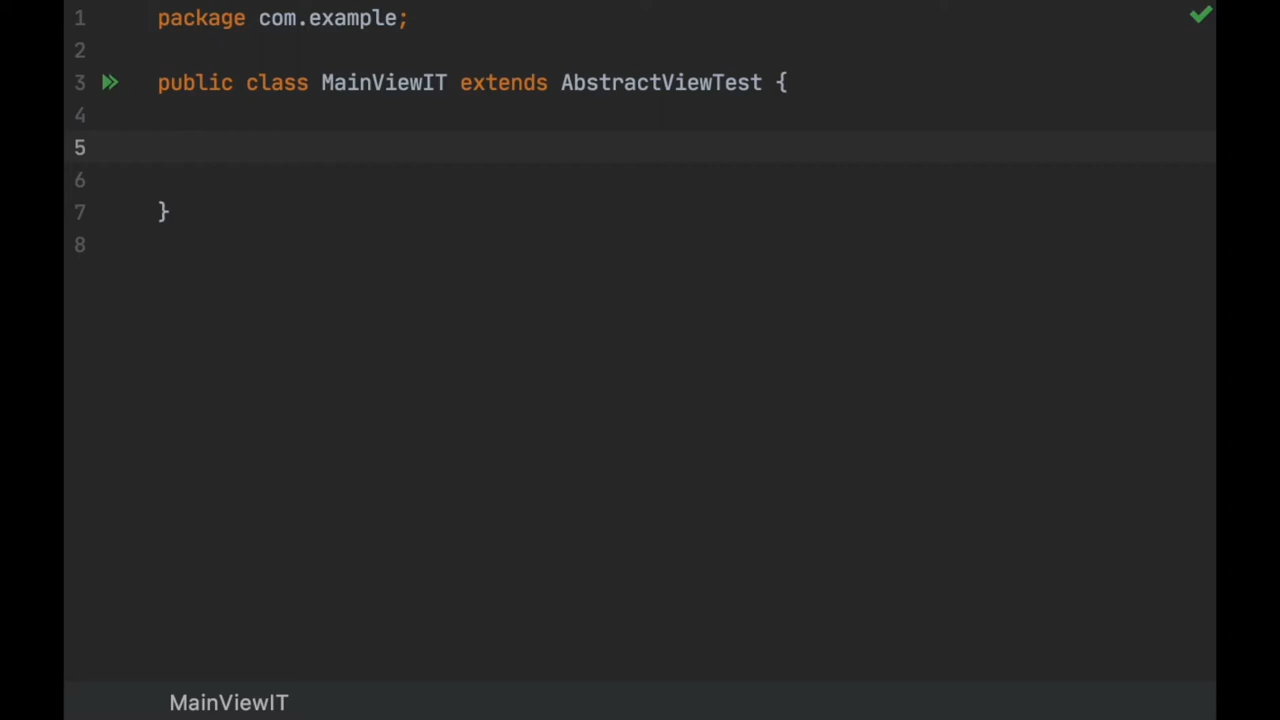 1 package com.example;
2
3 public class MainViewIT extends AbstractViewTest {
4
5
6
7 }
8
MainViewIT